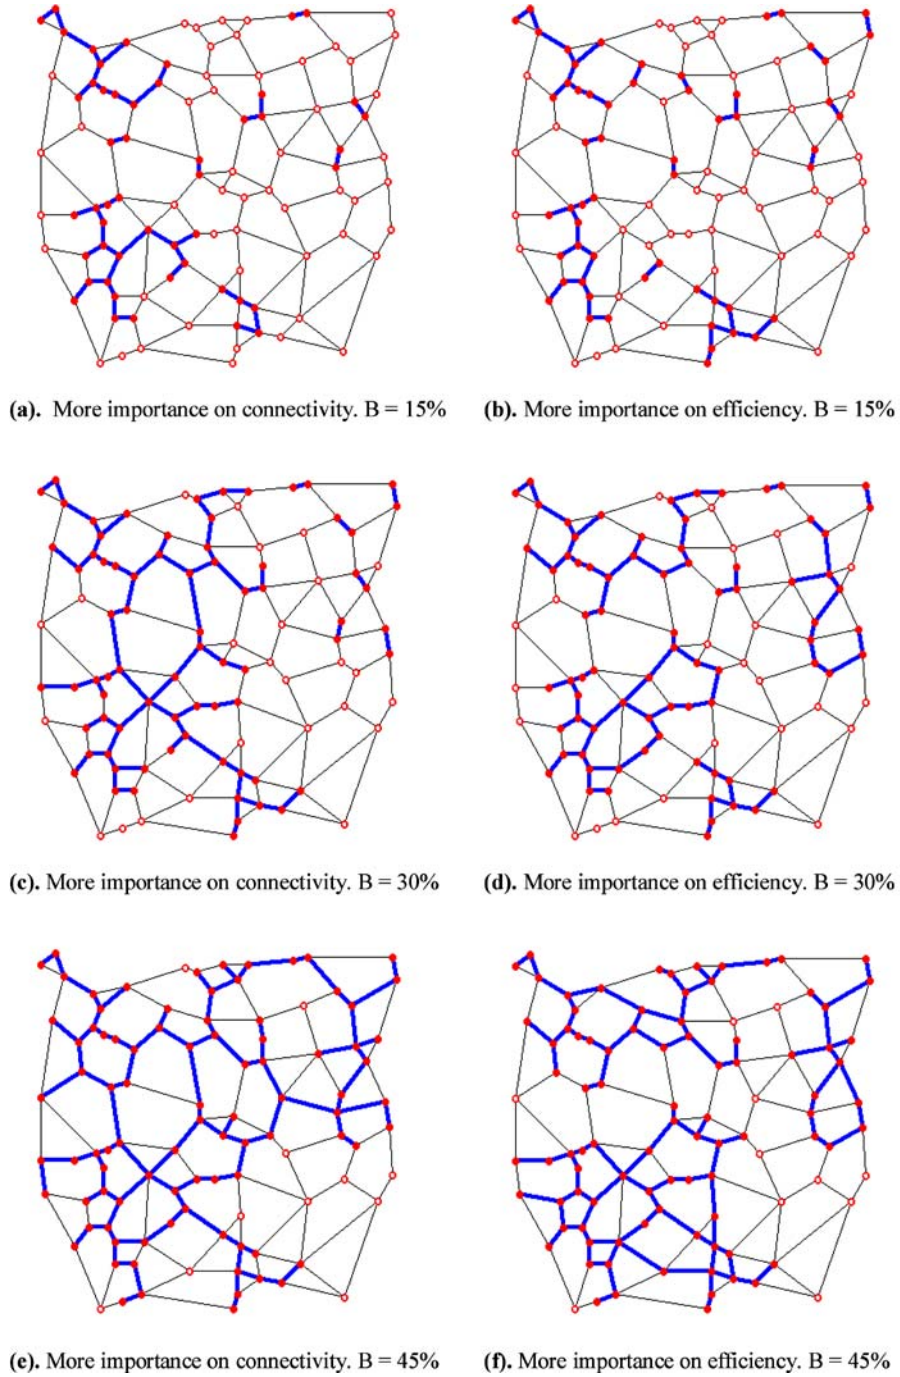 (a). More importance on connectivity. B = 15%
(b). More importance on efficiency. B = 15%
(c). More importance on connectivity. B = 30%
(d). More importance on efficiency. B = 30%
(e). More importance on connectivity. B = 45%
(f). More importance on efficiency. B = 45%